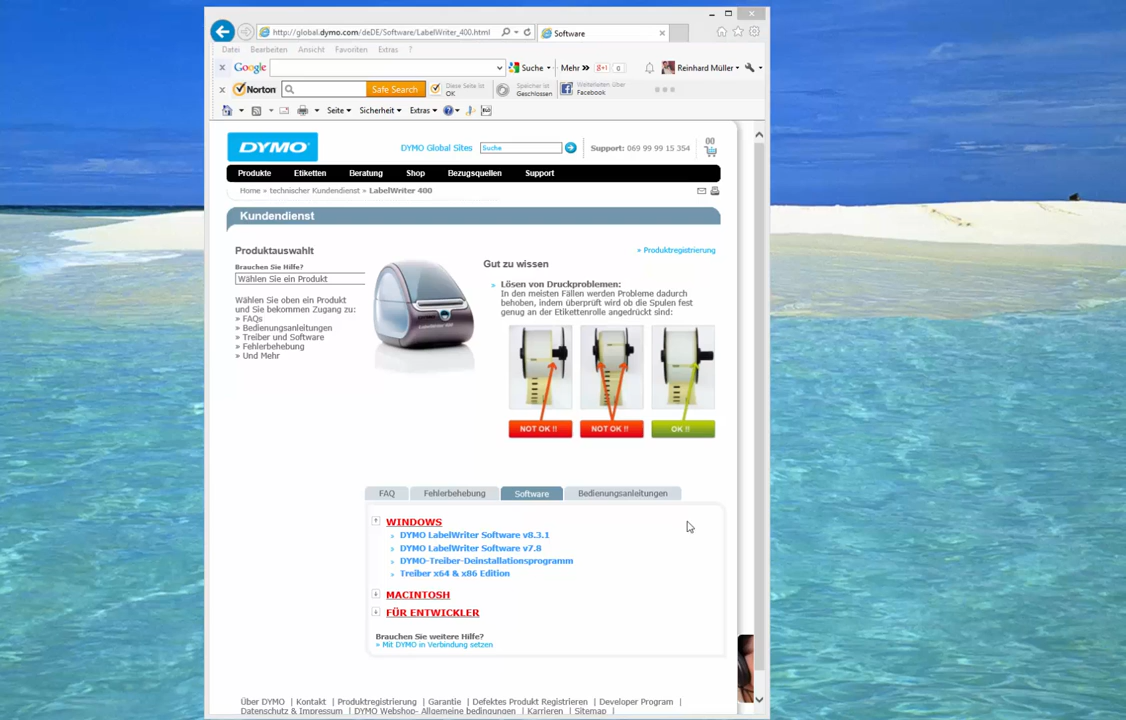 http://global.dymo.com/deDE/Software/LabelWriter_400.html
Software
Datei Bearbeiten Ansicht Favoriten Extras ?
x Google Suche Mehr » +1 0 Reinhard Müller
x Norton Safe Search Diese Seite ist OK Speicher ist Geschlossen Weiterleiten über Facebook
Seite Sicherheit Extras
DYMO DYMO Global Sites Suche Support: 069 99 99 15 354 00
Produkte Etiketten Beratung Shop Bezugsquellen Support
Home » technischer Kundendienst » LabelWriter 400
Kundendienst
Produktauswahlt
» Produktregistrierung
Brauchen Sie Hilfe?
Wählen Sie ein Produkt
Wählen Sie oben ein Produkt
und Sie bekommen Zugang zu:
» FAQs
» Bedienungsanleitungen
» Treiber und Software
» Fehlerbehebung
» Und Mehr
Gut zu wissen
» Lösen von Druckproblemen:
In den meisten Fällen werden Probleme dadurch
behoben, indem überprüft wird ob die Spulen fest
genug an der Etikettenrolle angedrückt sind:
NOT OK !! NOT OK !! OK !!
FAQ Fehlerbehebung Software Bedienungsanleitungen
WINDOWS
» DYMO LabelWriter Software v8.3.1
» DYMO LabelWriter Software v7.8
» DYMO-Treiber-Deinstallationsprogramm
» Treiber x64 & x86 Edition
MACINTOSH
FÜR ENTWICKLER
Brauchen Sie weitere Hilfe?
» Mit DYMO in Verbindung setzen
Über DYMO | Kontakt | Produktregistrierung | Garantie | Defektes Produkt Registrieren | Developer Program |
Datenschutz & Impressum | DYMO Webshop- Allgemeine bedingungen | Karrieren | Sitemap |